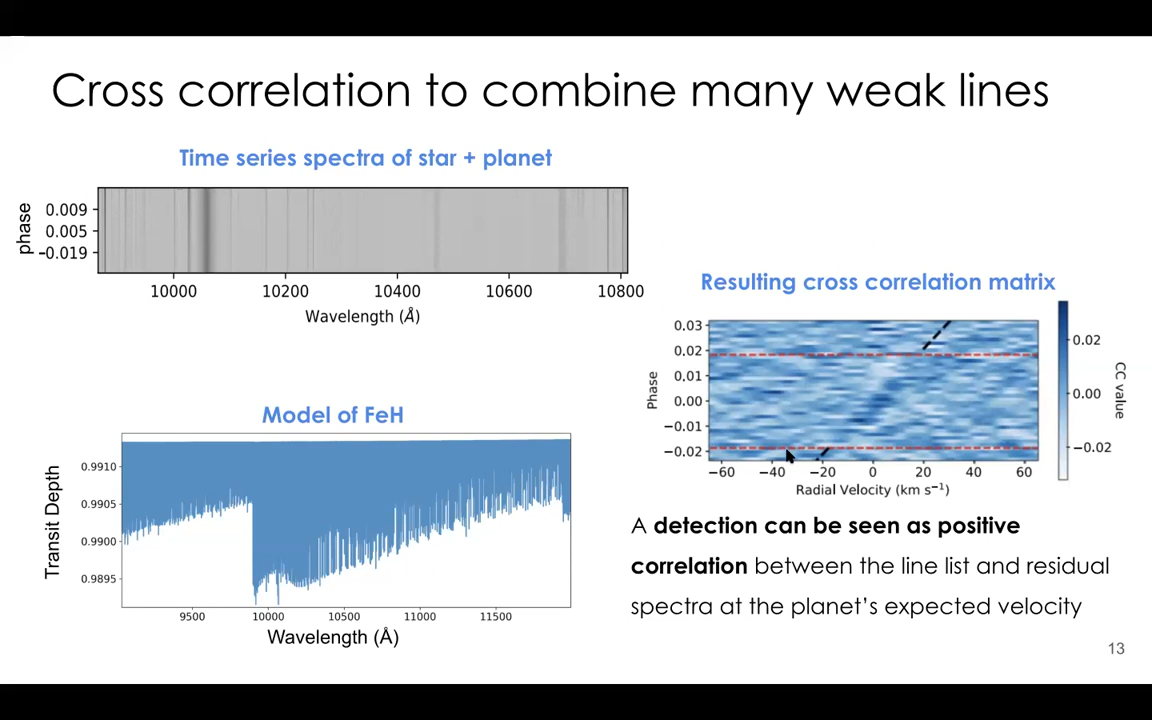 Cross correlation to combine many weak lines
Time series spectra of star + planet
phase
0.009
0.005
-0.019
10000 10200 10400 10600 10800
Wavelength (Å)
Model of FeH
Transit Depth
0.9910
0.9905
0.9900
0.9895
9500 10000 10500 11000 11500
Wavelength (Å)
Resulting cross correlation matrix
Phase
0.03
0.02
0.01
0.00
−0.01
−0.02
−60 −40 −20 0 20 40 60
Radial Velocity (km s⁻¹)
0.02
0.00
−0.02
CC value
A detection can be seen as positive
correlation between the line list and residual
spectra at the planet's expected velocity
13